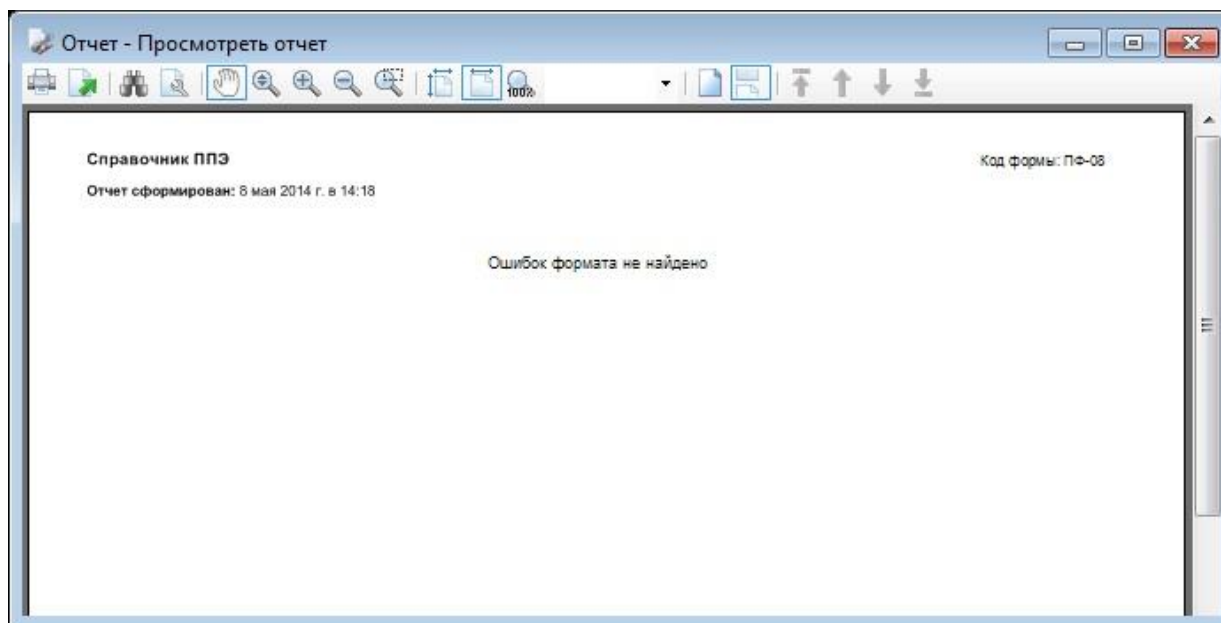 Отчет - Просмотреть отчет
100%
Справочник ППЭ
Код формы: ПФ-08
Отчет сформирован: 8 мая 2014 г. в 14:18
Ошибок формата не найдено